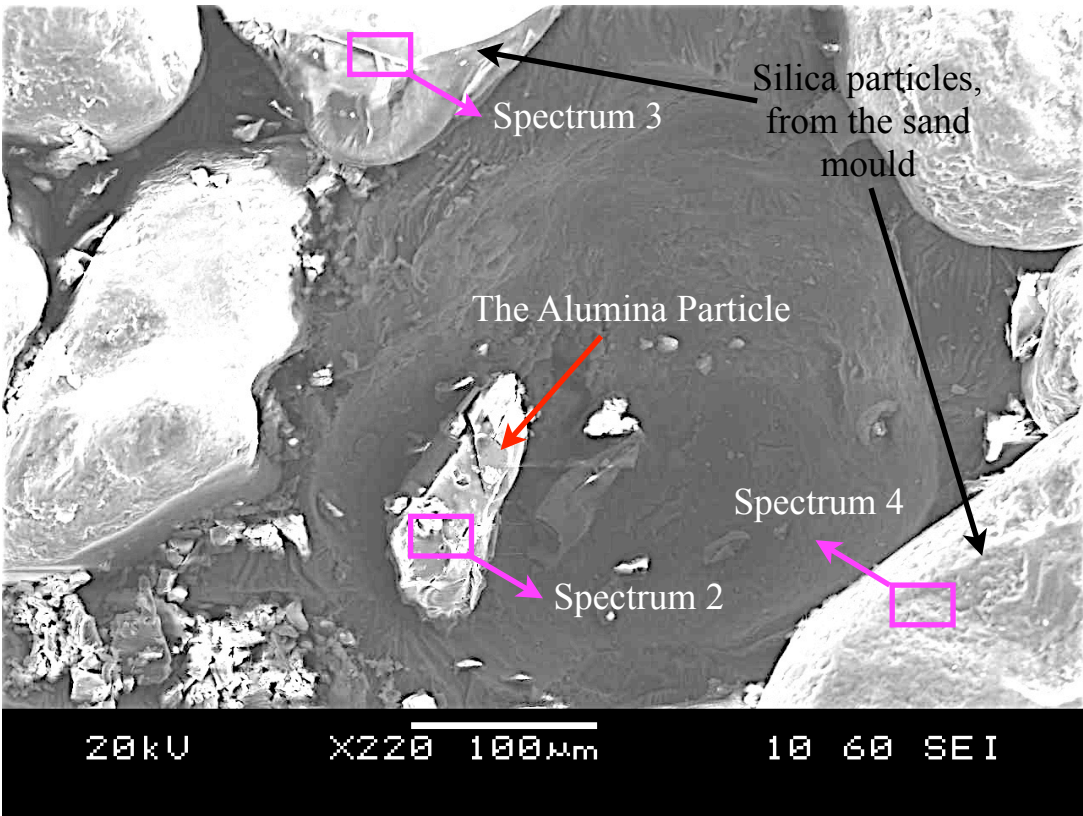 Silica particles,
from the sand
mould
Spectrum 3
The Alumina Particle
Spectrum 4
Spectrum 2
20kV X220 100μm 10 60 SEI